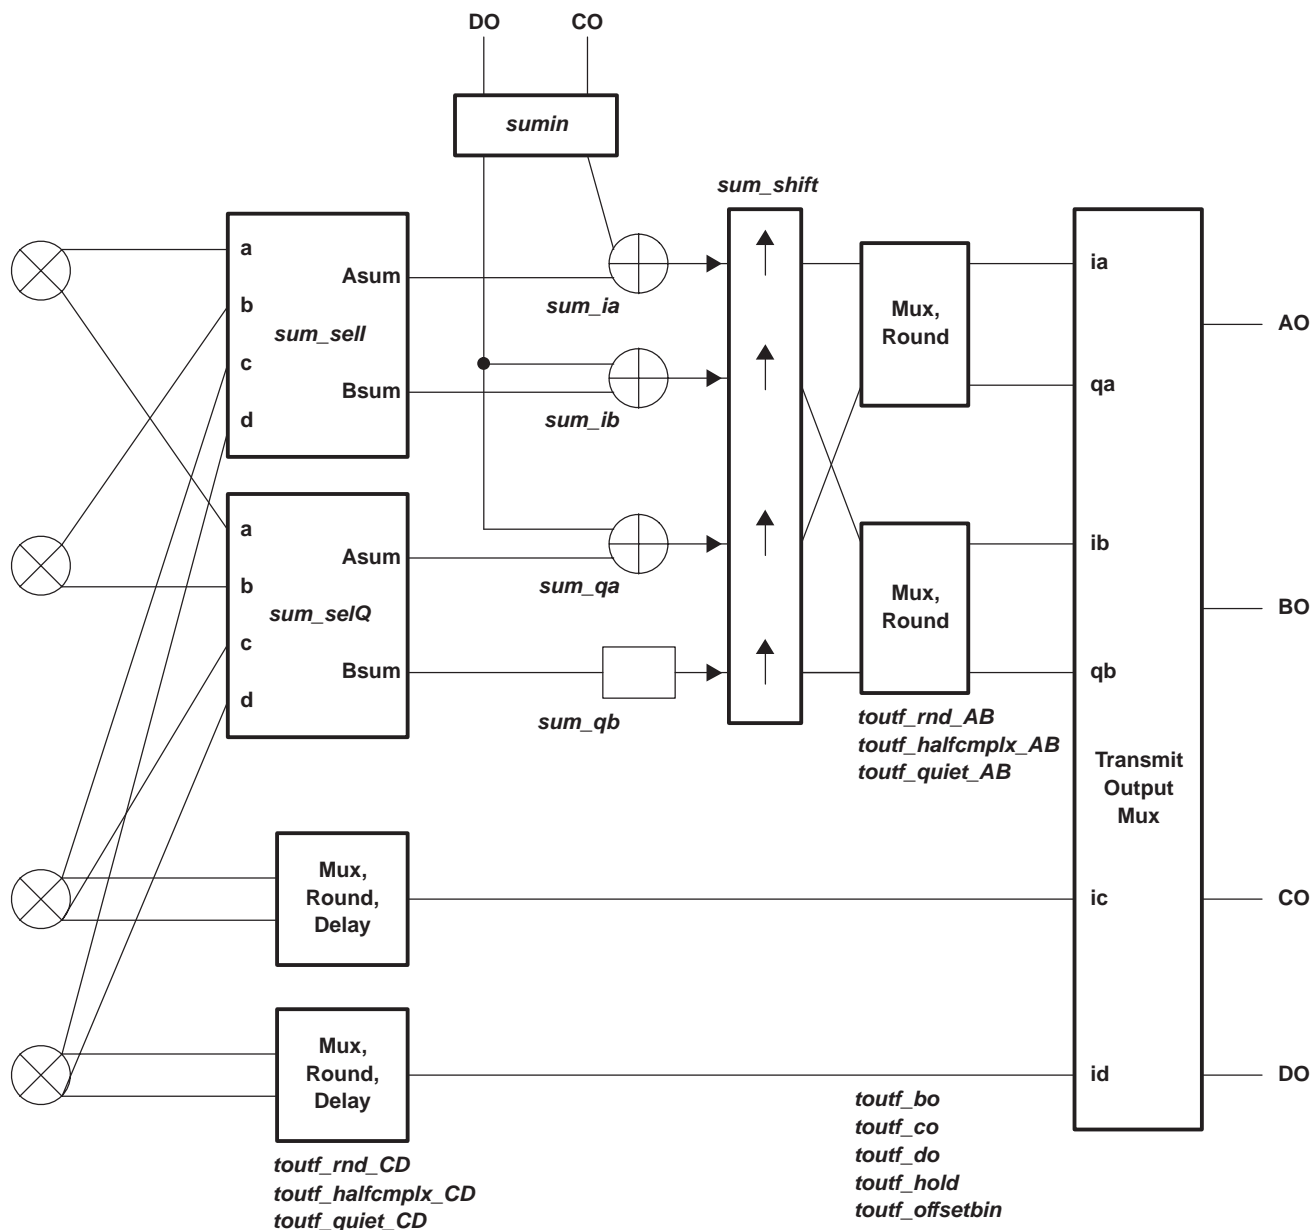 DO CO
sumin
sum_shift
a
b
c
d
Asum
sum_selI
Bsum
sum_ia
sum_ib
a
b
c
d
Asum
sum_selQ
Bsum
sum_qa
sum_qb
Mux,
Round
Mux,
Round
toutf_rnd_AB
toutf_halfcmplx_AB
toutf_quiet_AB
ia
qa
ib
qb
Transmit
Output
Mux
ic
id
AO
BO
CO
DO
Mux,
Round,
Delay
Mux,
Round,
Delay
toutf_rnd_CD
toutf_halfcmplx_CD
toutf_quiet_CD
toutf_bo
toutf_co
toutf_do
toutf_hold
toutf_offsetbin